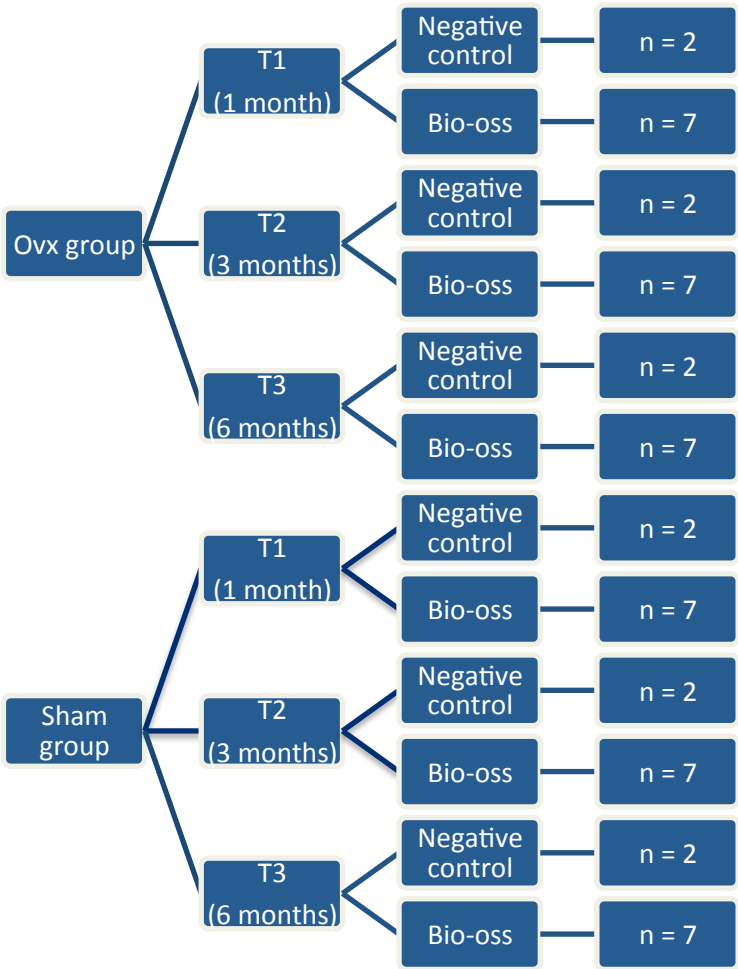 Ovx group
T1
(1 month)
Negative
control
n = 2
Bio-oss
n = 7
T2
(3 months)
Negative
control
n = 2
Bio-oss
n = 7
T3
(6 months)
Negative
control
n = 2
Bio-oss
n = 7
Sham
group
T1
(1 month)
Negative
control
n = 2
Bio-oss
n = 7
T2
(3 months)
Negative
control
n = 2
Bio-oss
n = 7
T3
(6 months)
Negative
control
n = 2
Bio-oss
n = 7